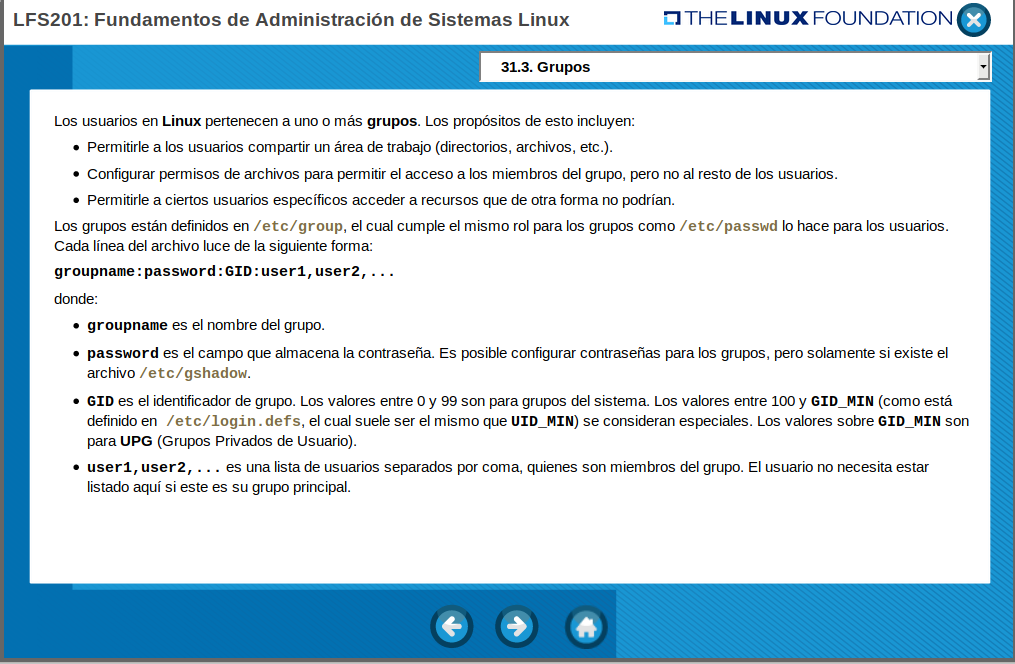 LFS201: Fundamentos de Administración de Sistemas Linux
THE LINUX FOUNDATION
31.3. Grupos
Los usuarios en Linux pertenecen a uno o más grupos. Los propósitos de esto incluyen:
• Permitirle a los usuarios compartir un área de trabajo (directorios, archivos, etc.).
• Configurar permisos de archivos para permitir el acceso a los miembros del grupo, pero no al resto de los usuarios.
• Permitirle a ciertos usuarios específicos acceder a recursos que de otra forma no podrían.
Los grupos están definidos en /etc/group, el cual cumple el mismo rol para los grupos como /etc/passwd lo hace para los usuarios.
Cada línea del archivo luce de la siguiente forma:
groupname:password:GID:user1,user2,...
donde:
• groupname es el nombre del grupo.
• password es el campo que almacena la contraseña. Es posible configurar contraseñas para los grupos, pero solamente si existe el
archivo /etc/gshadow.
• GID es el identificador de grupo. Los valores entre 0 y 99 son para grupos del sistema. Los valores entre 100 y GID_MIN (como está
definido en /etc/login.defs, el cual suele ser el mismo que UID_MIN) se consideran especiales. Los valores sobre GID_MIN son
para UPG (Grupos Privados de Usuario).
• user1,user2,... es una lista de usuarios separados por coma, quienes son miembros del grupo. El usuario no necesita estar
listado aquí si este es su grupo principal.